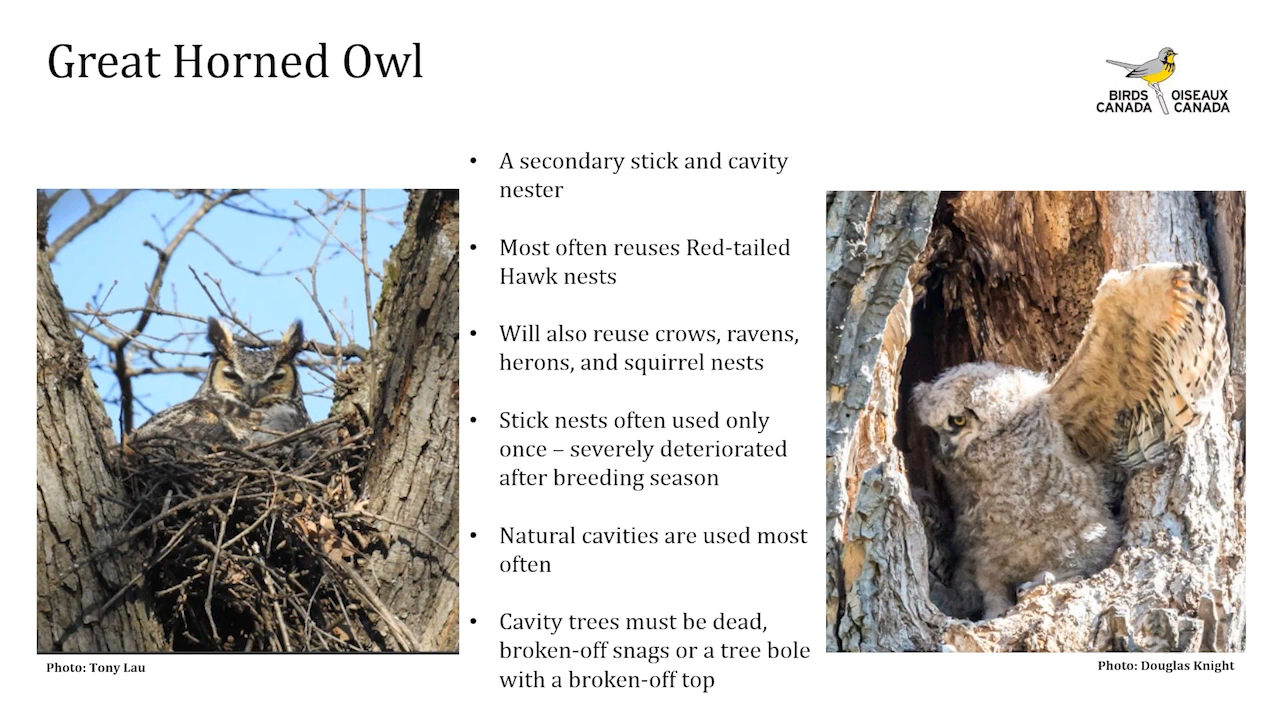 Great Horned Owl
BIRDS CANADA
OISEAUX CANADA
• A secondary stick and cavity
nester
• Most often reuses Red-tailed
Hawk nests
• Will also reuse crows, ravens,
herons, and squirrel nests
• Stick nests often used only
once – severely deteriorated
after breeding season
• Natural cavities are used most
often
• Cavity trees must be dead,
broken-off snags or a tree bole
with a broken-off top
Photo: Tony Lau
Photo: Douglas Knight